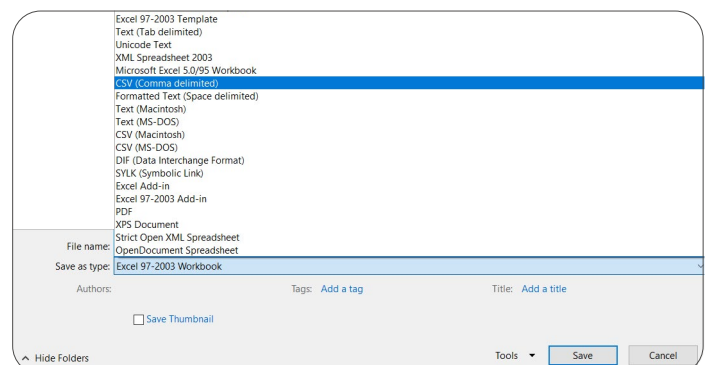 Excel 97-2003 Template
Text (Tab delimited)
Unicode Text
XML Spreadsheet 2003
Microsoft Excel 5.0/95 Workbook
CSV (Comma delimited)
Formatted Text (Space delimited)
Text (Macintosh)
Text (MS-DOS)
CSV (Macintosh)
CSV (MS-DOS)
DIF (Data Interchange Format)
SYLK (Symbolic Link)
Excel Add-in
Excel 97-2003 Add-in
PDF
XPS Document
Strict Open XML Spreadsheet
File name: OpenDocument Spreadsheet
Save as type: Excel 97-2003 Workbook
Authors: Tags: Add a tag Title: Add a title
Save Thumbnail
Hide Folders Tools Save Cancel